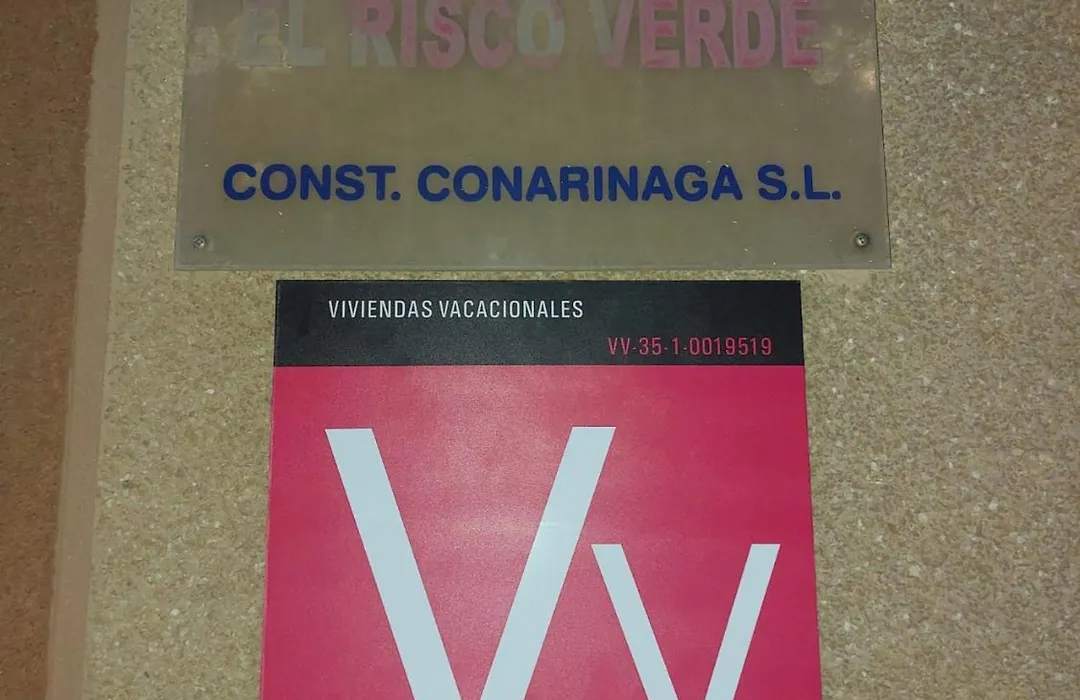 EL RISCO VERDE
CONST. CONARINAGA S.L.
VIVIENDAS VACACIONALES
VV-35-1-0019519
Vv